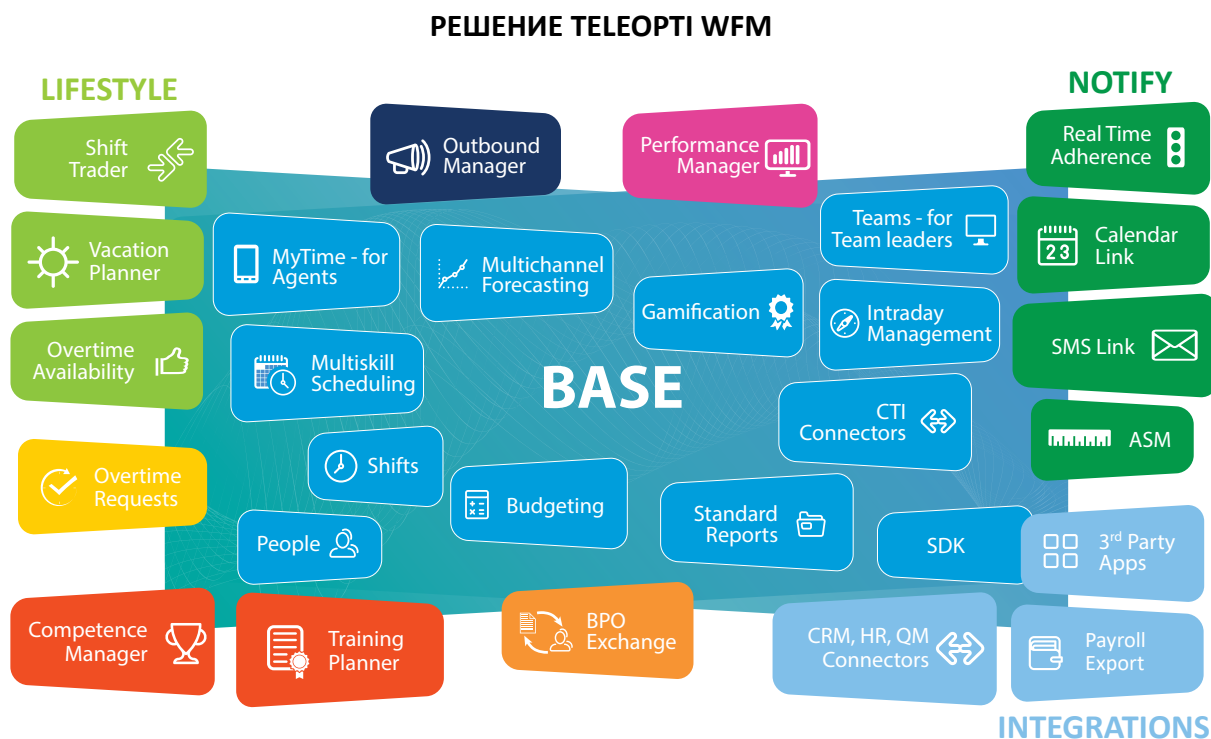 РЕШЕНИЕ TELEOPTI WFM
LIFESTYLE
NOTIFY
Shift
Trader
Outbound
Manager
Performance
Manager
Real Time
Adherence
Vacation
Planner
MyTime - for
Agents
Multichannel
Forecasting
Gamification
Teams - for
Team leaders
Calendar
Link
23
Overtime
Availability
Multiskill
Scheduling
BASE
Intraday
Management
SMS Link
CTI
Connectors
ASM
Overtime
Requests
Shifts
People
Budgeting
Standard
Reports
SDK
3rd Party
Apps
Competence
Manager
Training
Planner
BPO
Exchange
CRM, HR, QM
Connectors
Payroll
Export
INTEGRATIONS